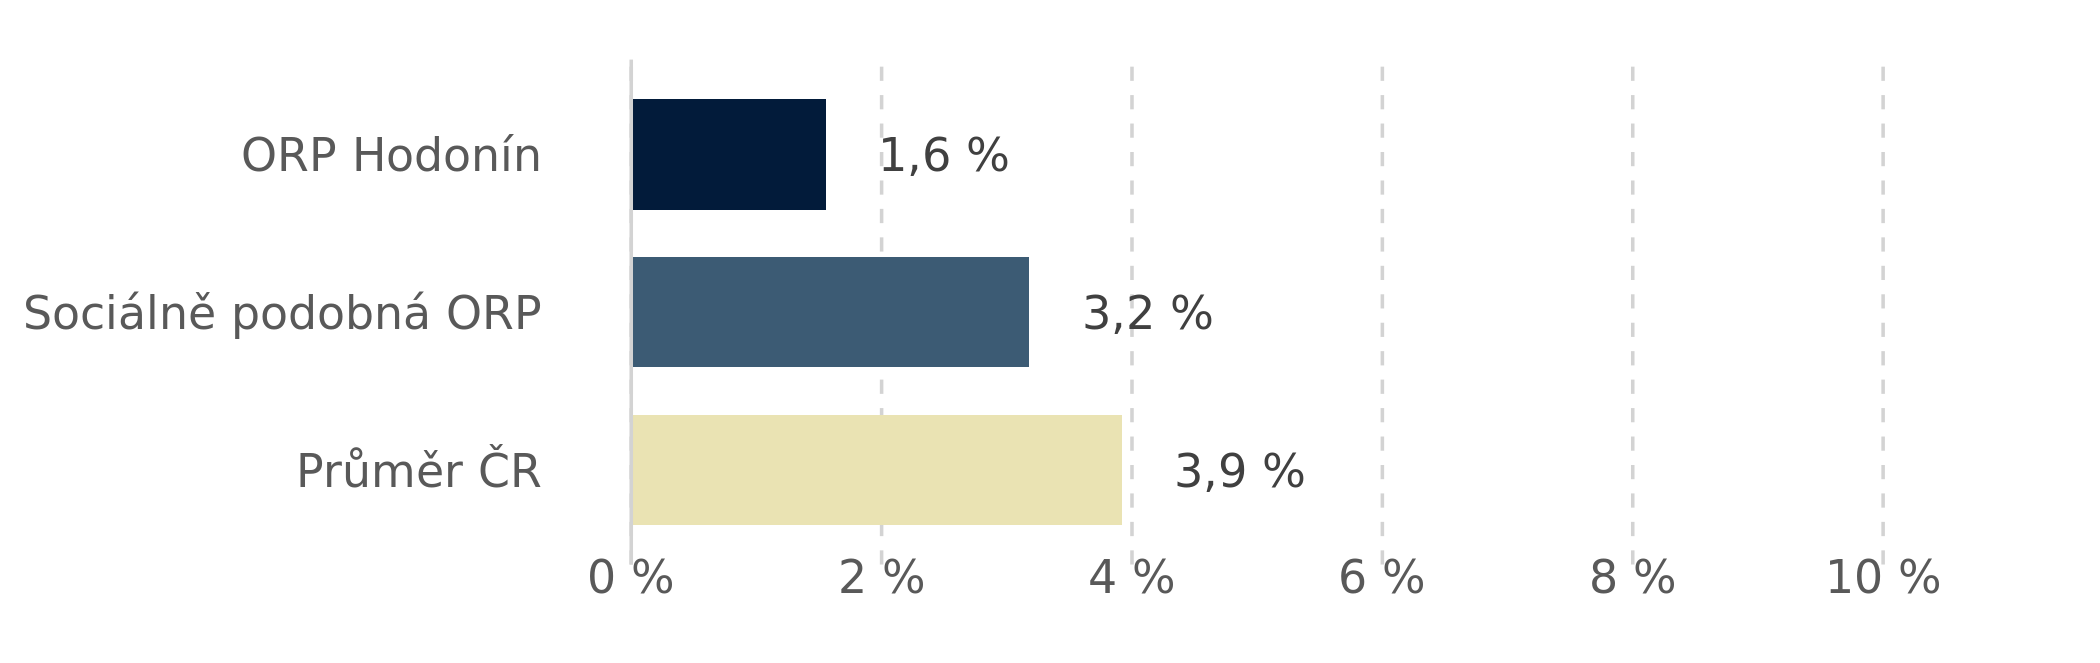 ORP Hodonín 1,6 %
Sociálně podobná ORP 3,2 %
Průměr ČR 3,9 %
0 % 2 % 4 % 6 % 8 % 10 %